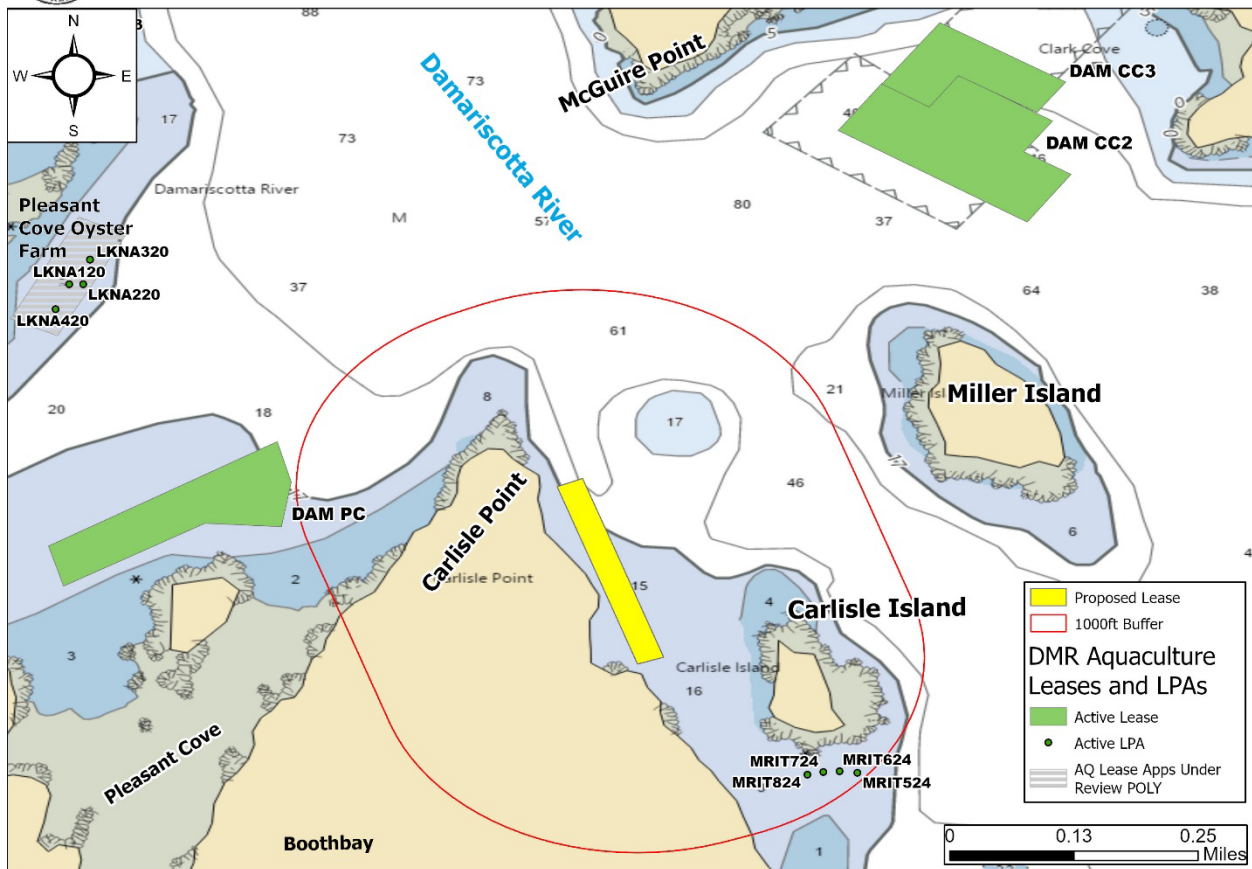 N
W E
S
88
73
73
17
M
57
80
37
Damariscotta River
Damariscotta River
McGuire Point
5
0
Clark Cove
DAM CC3
DAM CC2
0
0
Pleasant
Cove Oyster
Farm
LKNA320
LKNA120
LKNA220
LKNA420
37
61
64
38
20
18
8
17
21
46
17
6
Miller Island
DAM PC
Carlisle Point
Carlisle Point
2
3
15
4
Carlisle Island
Carlisle Island
16
MRIT724
MRIT624
MRIT824
MRIT524
1
Pleasant Cove
Boothbay
Proposed Lease
1000ft Buffer
DMR Aquaculture
Leases and LPAs
Active Lease
Active LPA
AQ Lease Apps Under
Review POLY
0 0.13 0.25
Miles